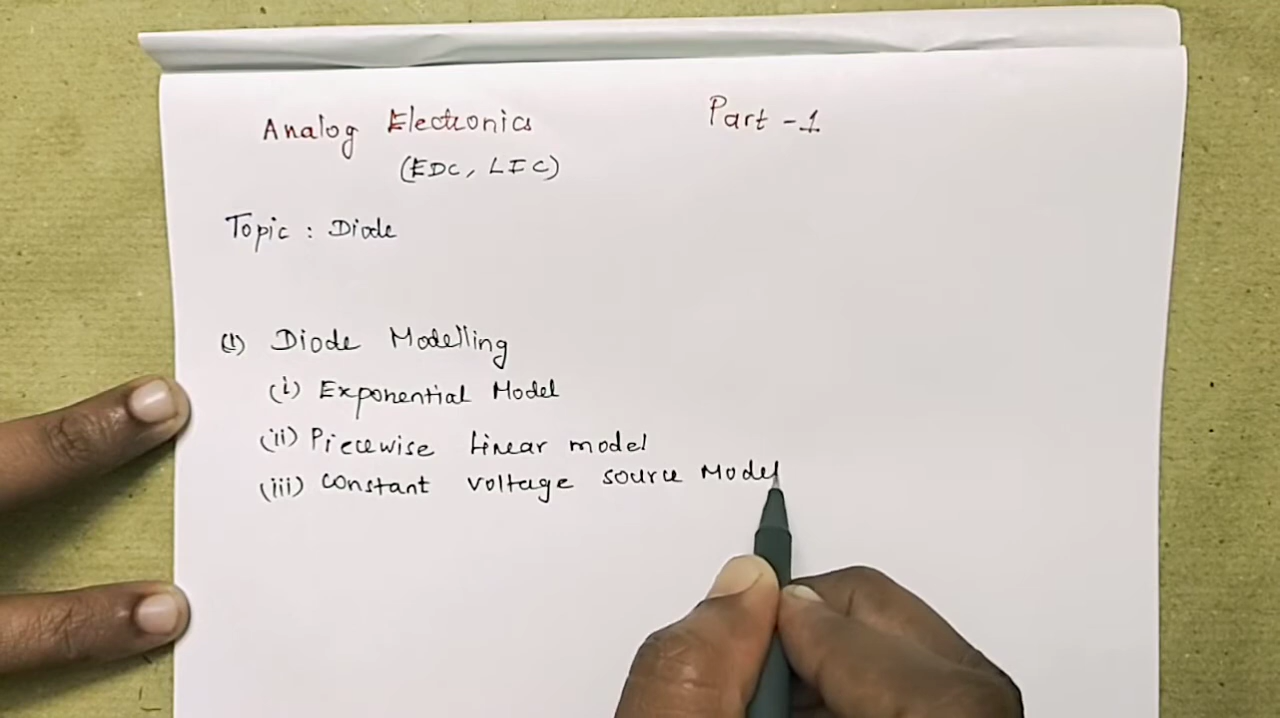 Analog Electronics Part - 1
(EDC, LIC)
Topic : Diode
(1) Diode Modelling
(i) Exponential Model
(ii) Piecewise Linear model
(iii) constant voltage source Model